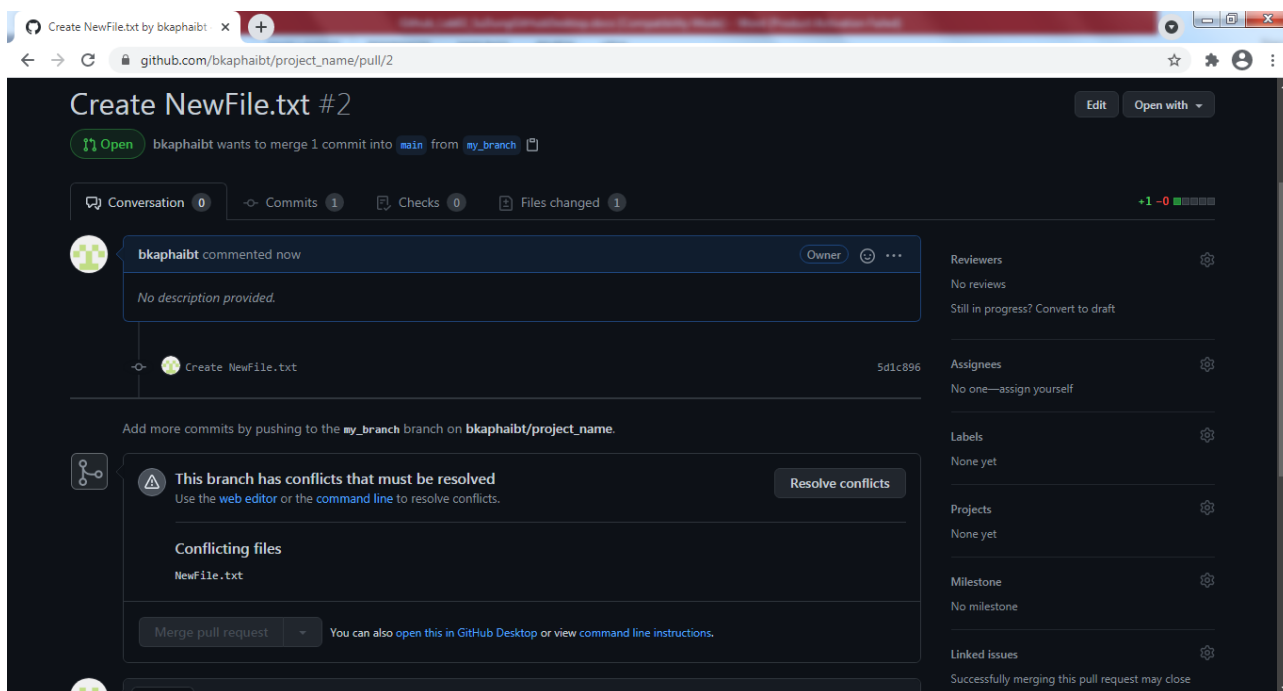 Create NewFile.txt by bkaphaibt
github.com/bkaphaibt/project_name/pull/2
Create NewFile.txt #2
Edit
Open with
Open
bkaphaibt wants to merge 1 commit into main from my_branch
Conversation 0
Commits 1
Checks 0
Files changed 1
+1 −0
bkaphaibt commented now
Owner
No description provided.
Create NewFile.txt
5d1c896
Add more commits by pushing to the my_branch branch on bkaphaibt/project_name.
This branch has conflicts that must be resolved
Use the web editor or the command line to resolve conflicts.
Resolve conflicts
Conflicting files
NewFile.txt
Merge pull request
You can also open this in GitHub Desktop or view command line instructions.
Reviewers
No reviews
Still in progress? Convert to draft
Assignees
No one—assign yourself
Labels
None yet
Projects
None yet
Milestone
No milestone
Linked issues
Successfully merging this pull request may close